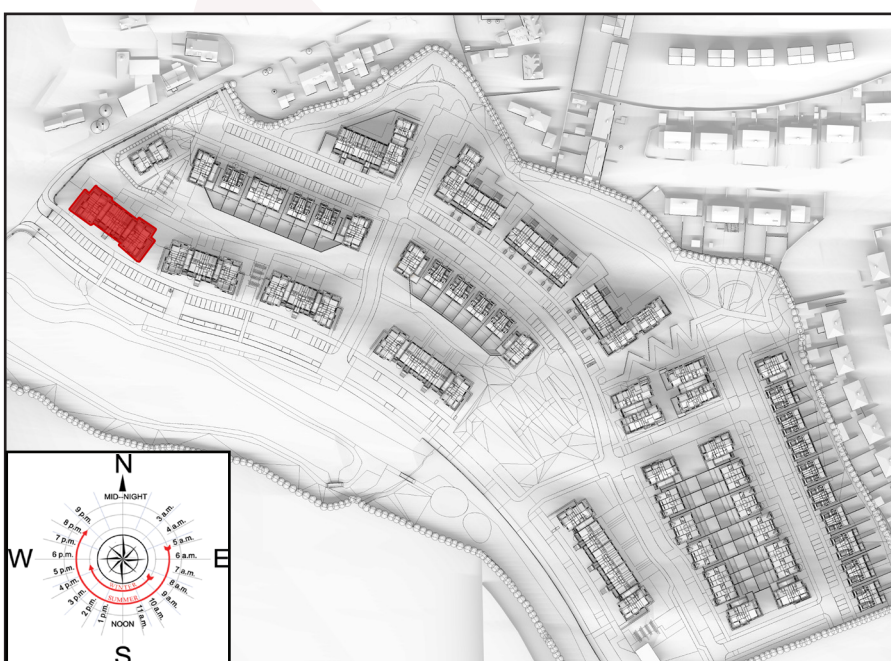 N
MID--NIGHT
9 p.m.
3 a.m.
8 p.m.
4 a.m.
7 p.m.
5 a.m.
W
6 p.m.
6 a.m.
E
5 p.m.
7 a.m.
4 p.m.
8 a.m.
WINTER
3 p.m.
9 a.m.
SUMMER
2 p.m.
10 a.m.
1 p.m.
11 a.m.
NOON
S